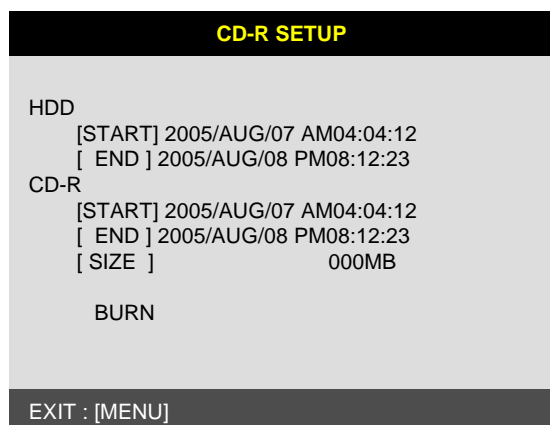 CD-R SETUP
HDD
[START] 2005/AUG/07 AM04:04:12
[ END ] 2005/AUG/08 PM08:12:23
CD-R
[START] 2005/AUG/07 AM04:04:12
[ END ] 2005/AUG/08 PM08:12:23
[ SIZE ] 000MB
BURN
EXIT : [MENU]